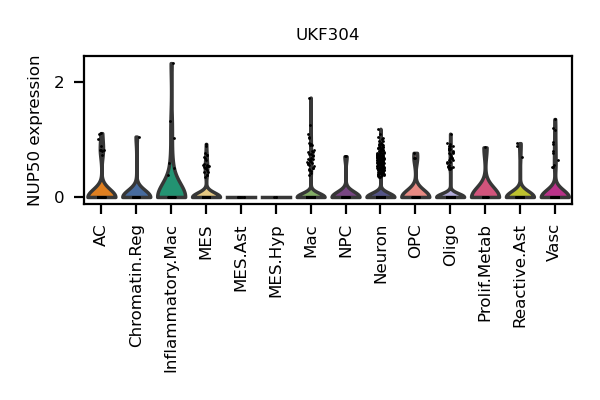 UKF304
NUP50 expression
2
0
AC
Chromatin.Reg
Inflammatory.Mac
MES
MES.Ast
MES.Hyp
Mac
NPC
Neuron
OPC
Oligo
Prolif.Metab
Reactive.Ast
Vasc